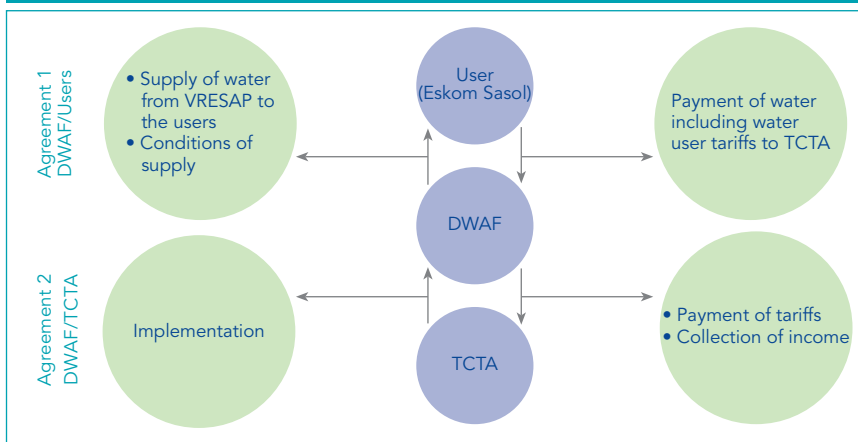 Agreement 1
DWAF/Users
• Supply of water
from VRESAP to
the users
• Conditions of
supply
User
(Eskom Sasol)
Payment of water
including water
user tariffs to TCTA
DWAF
Agreement 2
DWAF/TCTA
Implementation
TCTA
• Payment of tariffs
• Collection of income